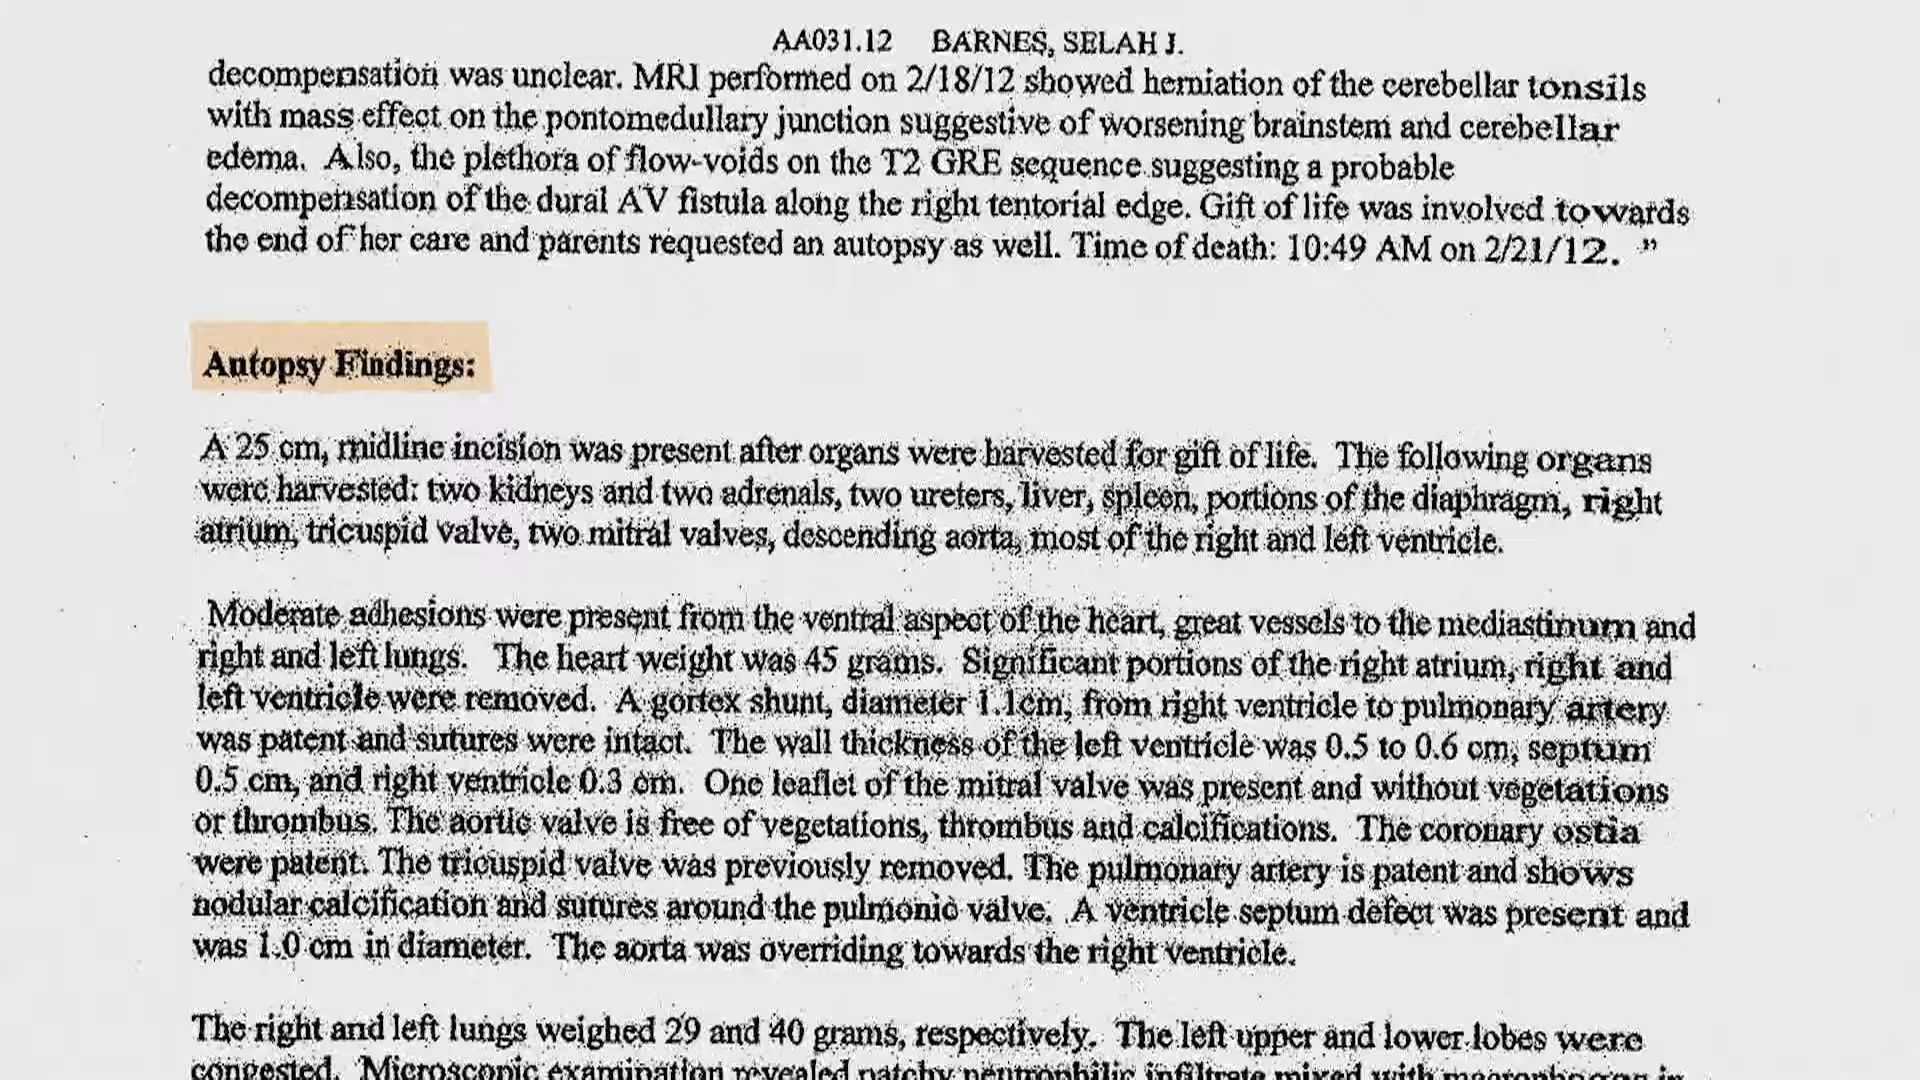 AA031.12 BARNES, SELAH J.
decompensation was unclear. MRI performed on 2/18/12 showed herniation of the cerebellar tonsils
with mass effect on the pontomedullary junction suggestive of worsening brainstem and cerebellar
edema. Also, the plethora of flow-voids on the T2 GRE sequence suggesting a probable
decompensation of the dural AV fistula along the right tentorial edge. Gift of life was involved towards
the end of her care and parents requested an autopsy as well. Time of death: 10:49 AM on 2/21/12. ”
Autopsy Findings:
A 25 cm, midline incision was present after organs were harvested for gift of life. The following organs
were harvested: two kidneys and two adrenals, two ureters, liver, spleen, portions of the diaphragm, right
atrium, tricuspid valve, two mitral valves, descending aorta, most of the right and left ventricle.
Moderate adhesions were present from the ventral aspect of the heart, great vessels to the mediastinum and
right and left lungs. The heart weight was 45 grams. Significant portions of the right atrium, right and
left ventricle were removed. A gortex shunt, diameter 1.1cm, from right ventricle to pulmonary artery
was patent and sutures were intact. The wall thickness of the left ventricle was 0.5 to 0.6 cm, septum
0.5 cm, and right ventricle 0.3 cm. One leaflet of the mitral valve was present and without vegetations
or thrombus. The aortic valve is free of vegetations, thrombus and calcifications. The coronary ostia
were patent. The tricuspid valve was previously removed. The pulmonary artery is patent and shows
nodular calcification and sutures around the pulmonic valve. A ventricle septum defect was present and
was 1.0 cm in diameter. The aorta was overriding towards the right ventricle.
The right and left lungs weighed 29 and 40 grams, respectively. The left upper and lower lobes were
congested. Microscopic examination revealed patchy neutrophilic infiltrate mixed with macrophages in